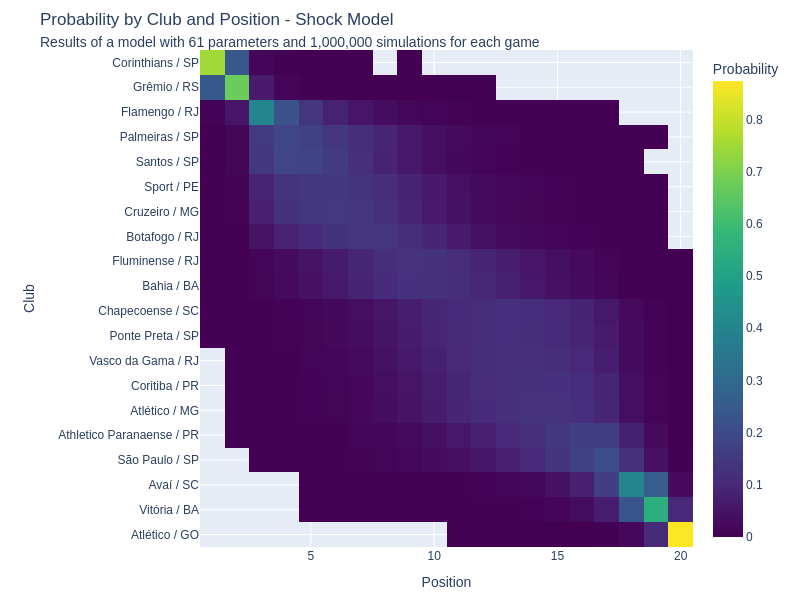 Probability by Club and Position - Shock Model
Results of a model with 61 parameters and 1,000,000 simulations for each game
Probability
Club
Corinthians / SP
Grêmio / RS
Flamengo / RJ
Palmeiras / SP
Santos / SP
Sport / PE
Cruzeiro / MG
Botafogo / RJ
Fluminense / RJ
Bahia / BA
Chapecoense / SC
Ponte Preta / SP
Vasco da Gama / RJ
Coritiba / PR
Atlético / MG
Athletico Paranaense / PR
São Paulo / SP
Avaí / SC
Vitória / BA
Atlético / GO
5 10 15 20
Position
0.8
0.7
0.6
0.5
0.4
0.3
0.2
0.1
0